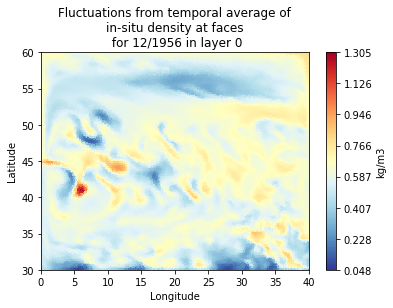 Fluctuations from temporal average of
in-situ density at faces
for 12/1956 in layer 0
60
55
50
45
40
35
30
Latitude
0 5 10 15 20 25 30 35 40
Longitude
1.305
1.126
0.946
0.766
0.587
0.407
0.228
0.048
kg/m3